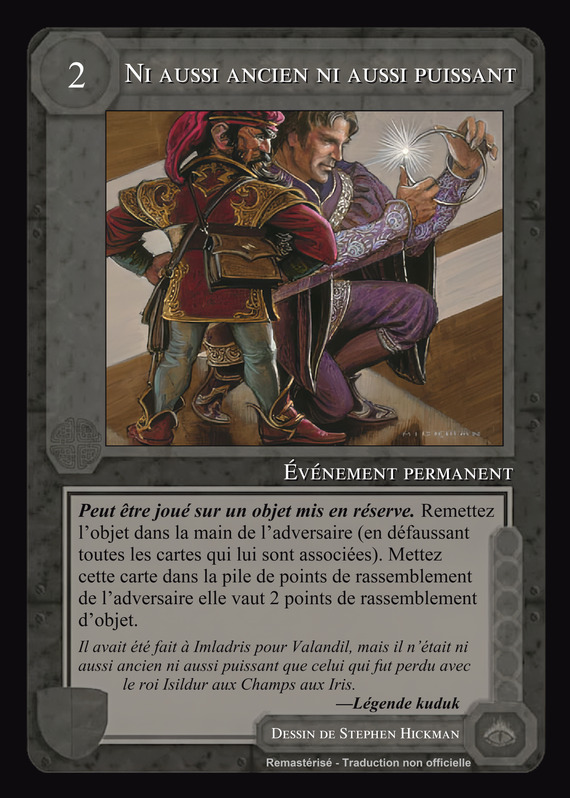 2
Ni aussi ancien ni aussi puissant
HICKMAN
Événement permanent
Peut être joué sur un objet mis en réserve. Remettez
l'objet dans la main de l'adversaire (en défaussant
toutes les cartes qui lui sont associées). Mettez
cette carte dans la pile de points de rassemblement
de l'adversaire elle vaut 2 points de rassemblement
d'objet.
Il avait été fait à Imladris pour Valandil, mais il n'était ni
aussi ancien ni aussi puissant que celui qui fut perdu avec
le roi Isildur aux Champs aux Iris.
—Légende kuduk
Dessin de Stephen Hickman
Remastérisé - Traduction non officielle